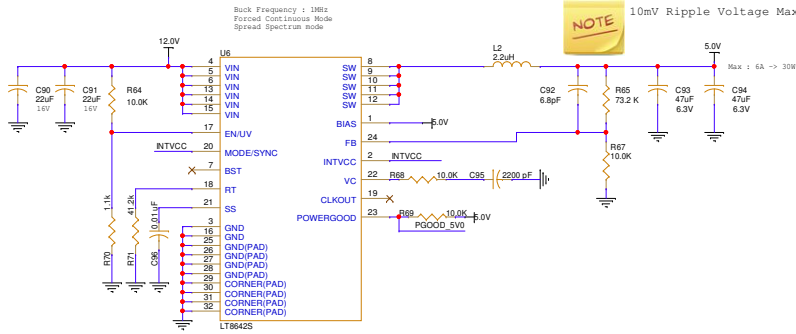 Buck Frequency : 1MHz
Forced Continuous Mode
Spread Spectrum mode
NOTE
10mV Ripple Voltage Max
12.0V
5.0V
Max : 6A -> 30W
U6
L2
2.2uH
C90
22uF
16V
C91
22uF
16V
R64
10.0K
4 VIN
5 VIN
6 VIN
13 VIN
14 VIN
15 VIN
17 EN/UV
INTVCC 20 MODE/SYNC
7 BST
18 RT
21 SS
3 GND
16 GND
25 GND(PAD)
26 GND(PAD)
27 GND(PAD)
28 GND(PAD)
29 CORNER(PAD)
30 CORNER(PAD)
31 CORNER(PAD)
32 CORNER(PAD)
SW 8
SW 9
SW 10
SW 11
SW 12
BIAS 1 5.0V
FB 24
INTVCC 2 INTVCC
VC 22
R68 10.0K
C95 2200 pF
CLKOUT 19
POWERGOOD 23
R69 10.0K 5.0V
PGOOD_5V0
C92
6.8pF
R65
73.2 K
C93
47uF
6.3V
C94
47uF
6.3V
R67
10.0K
1.1k
R70
41.2k
R71
0.01uF
C96
LT8642S